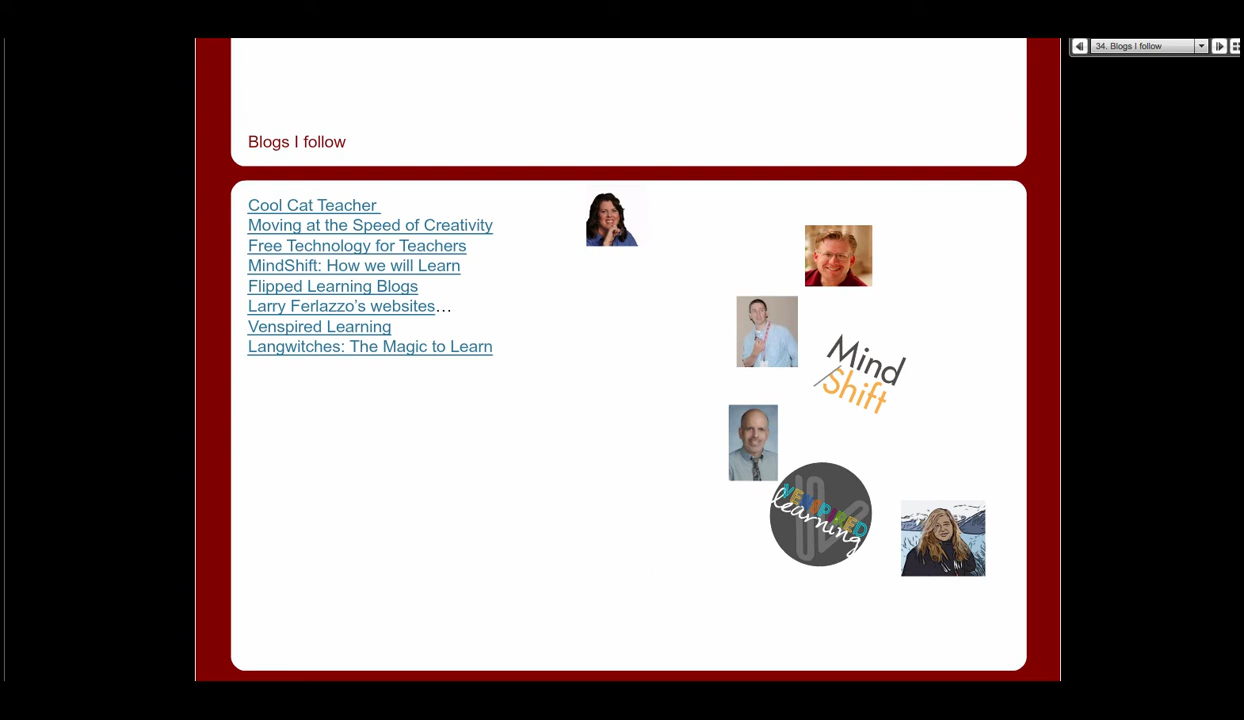 34. Blogs I follow
Blogs I follow
Cool Cat Teacher
Moving at the Speed of Creativity
Free Technology for Teachers
MindShift: How we will Learn
Flipped Learning Blogs
Larry Ferlazzo’s websites…
Venspired Learning
Langwitches: The Magic to Learn
Mind
Shift
VENSPIRED
learning